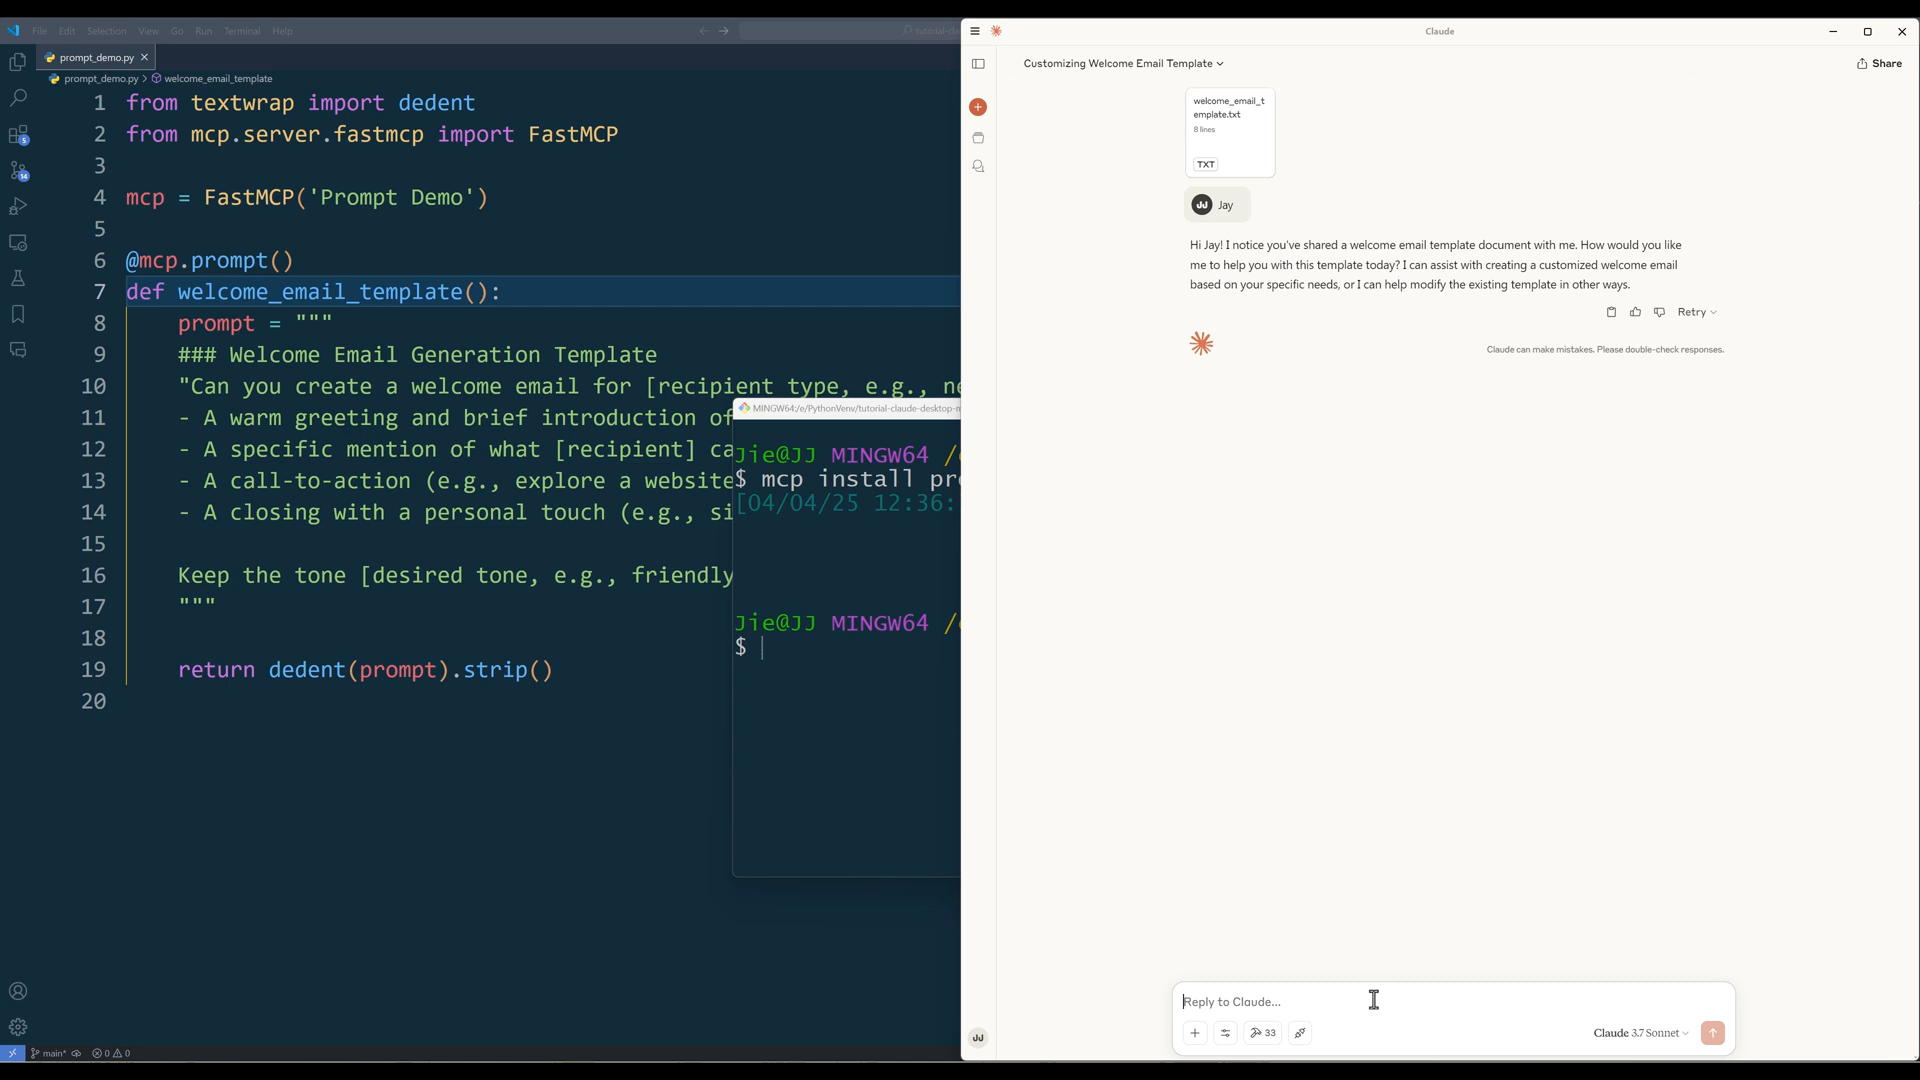 File Edit Selection View Go Run Terminal Help
prompt_demo.py
prompt_demo.py > welcome_email_template
1 from textwrap import dedent
2 from mcp.server.fastmcp import FastMCP
3
4 mcp = FastMCP('Prompt Demo')
5
6 @mcp.prompt()
7 def welcome_email_template():
8 prompt = """
9 ### Welcome Email Generation Template
10 "Can you create a welcome email for [recipient type, e.g., ne
11 - A warm greeting and brief introduction of
12 - A specific mention of what [recipient] ca
13 - A call-to-action (e.g., explore a website
14 - A closing with a personal touch (e.g., si
15
16 Keep the tone [desired tone, e.g., friendly
17 """
18
19 return dedent(prompt).strip()
20
5
14
main* 0 0
MINGW64:/e/PythonVenv/tutorial-claude-desktop-m
Jie@JJ MINGW64 /
$ mcp install pr
[04/04/25 12:36:
Jie@JJ MINGW64 /
$
Claude
Customizing Welcome Email Template
Share
welcome_email_t
emplate.txt
8 lines
TXT
JJ Jay
Hi Jay! I notice you've shared a welcome email template document with me. How would you like
me to help you with this template today? I can assist with creating a customized welcome email
based on your specific needs, or I can help modify the existing template in other ways.
Retry
Claude can make mistakes. Please double-check responses.
Reply to Claude...
33
Claude 3.7 Sonnet
JJ